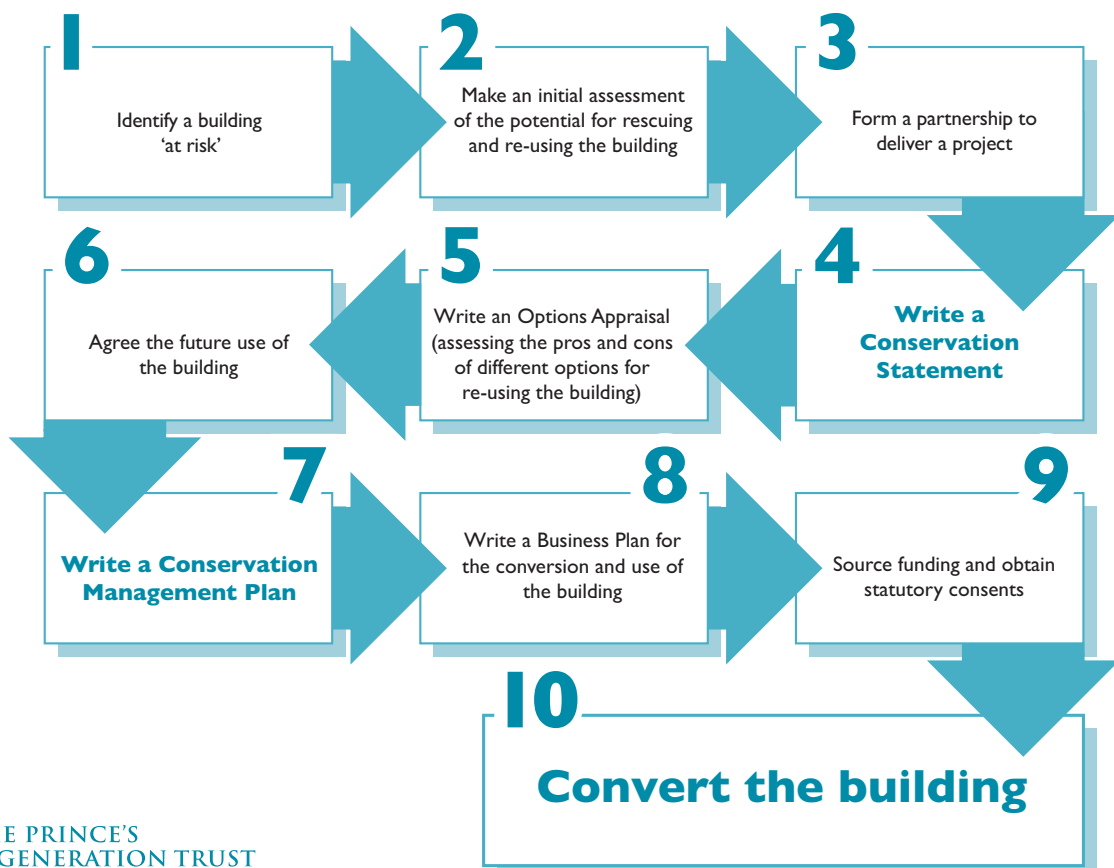 1
Identify a building
‘at risk’
2
Make an initial assessment
of the potential for rescuing
and re-using the building
3
Form a partnership to
deliver a project
4
Write a
Conservation
Statement
5
Write an Options Appraisal
(assessing the pros and cons
of different options for
re-using the building)
6
Agree the future use of
the building
7
Write a Conservation
Management Plan
8
Write a Business Plan for
the conversion and use of
the building
9
Source funding and obtain
statutory consents
10
Convert the building
E PRINCE’S
GENERATION TRUST